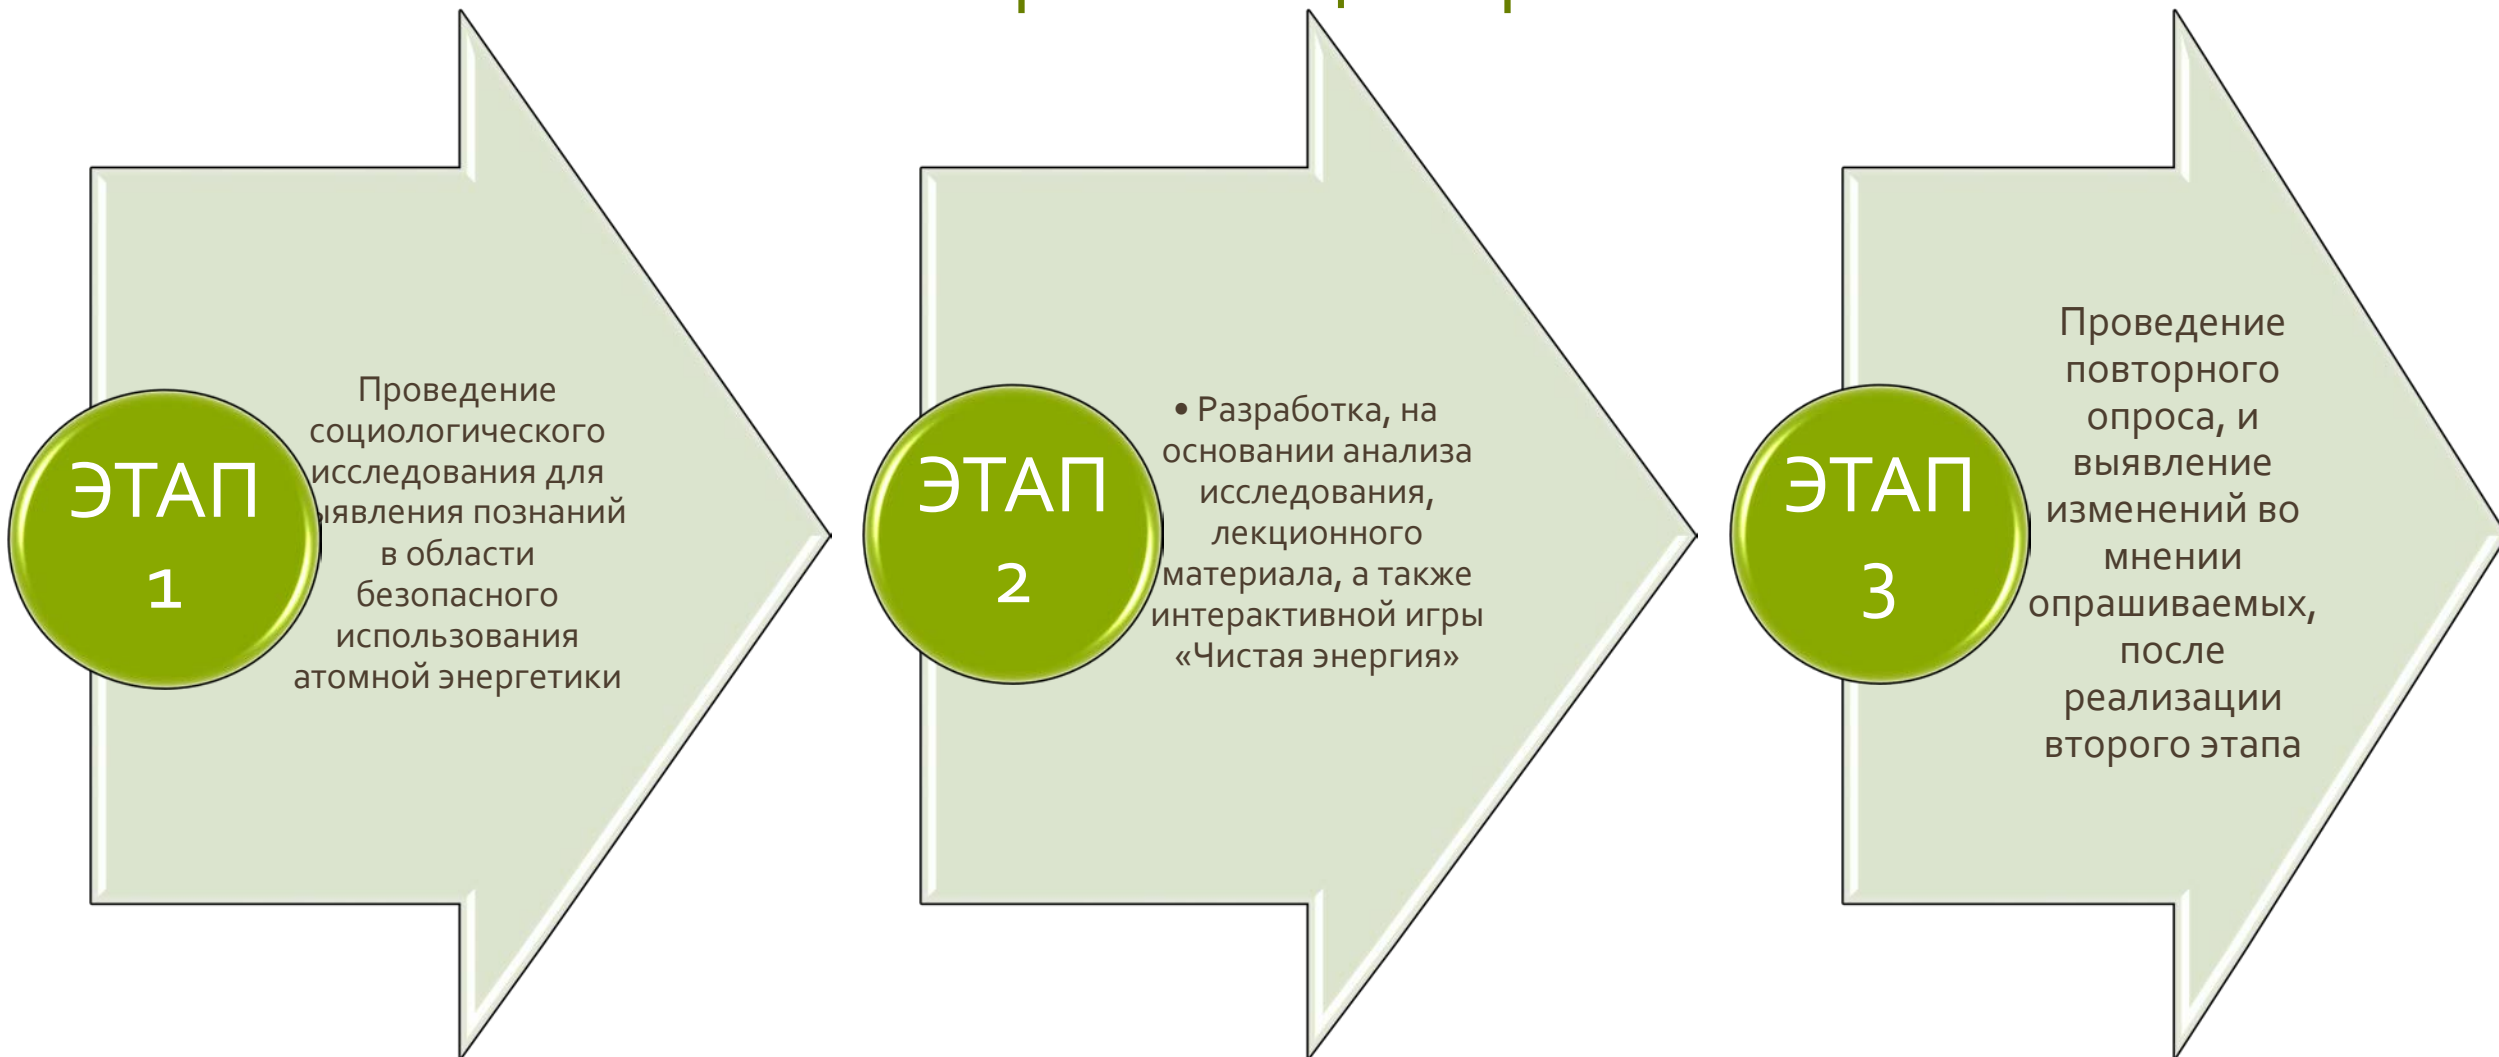 ЭТАП
1
Проведение
социологического
исследования для
явления познаний
в области
безопасного
использования
атомной энергетики
ЭТАП
2
• Разработка, на
основании анализа
исследования,
лекционного
материала, а также
интерактивной игры
«Чистая энергия»
ЭТАП
3
Проведение
повторного
опроса, и
выявление
изменений во
мнении
опрашиваемых,
после
реализации
второго этапа